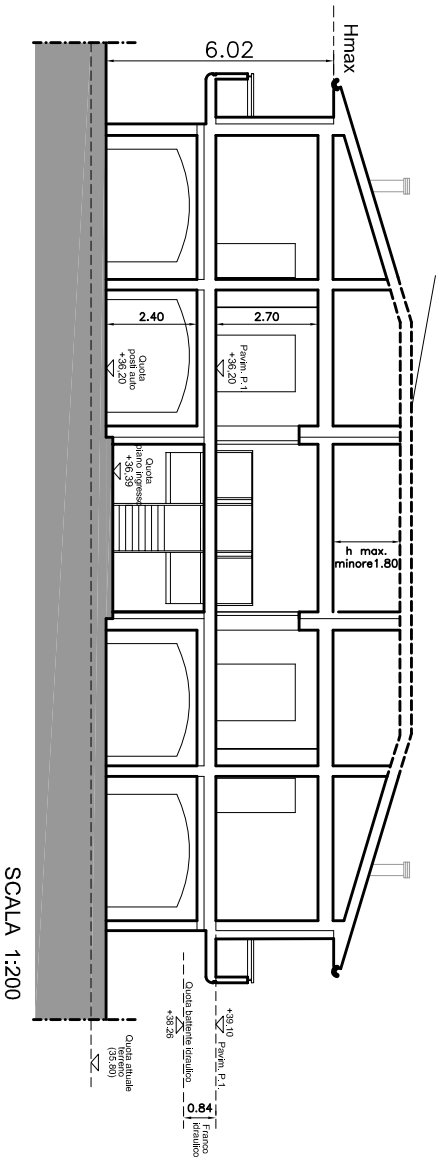 Hmax
6.02
2.40
2.70
Quota
posti auto
+36.20
Pavim. P.1
+36.20
Quota
piano ingresso
+36.39
h max.
minore1.80
SCALA 1:200
+39.10 Pavim. P.1.
Quota battente idraulico
+38.26
0.84
Franco
idraulico
Quota attuale
terreno
(35.80)